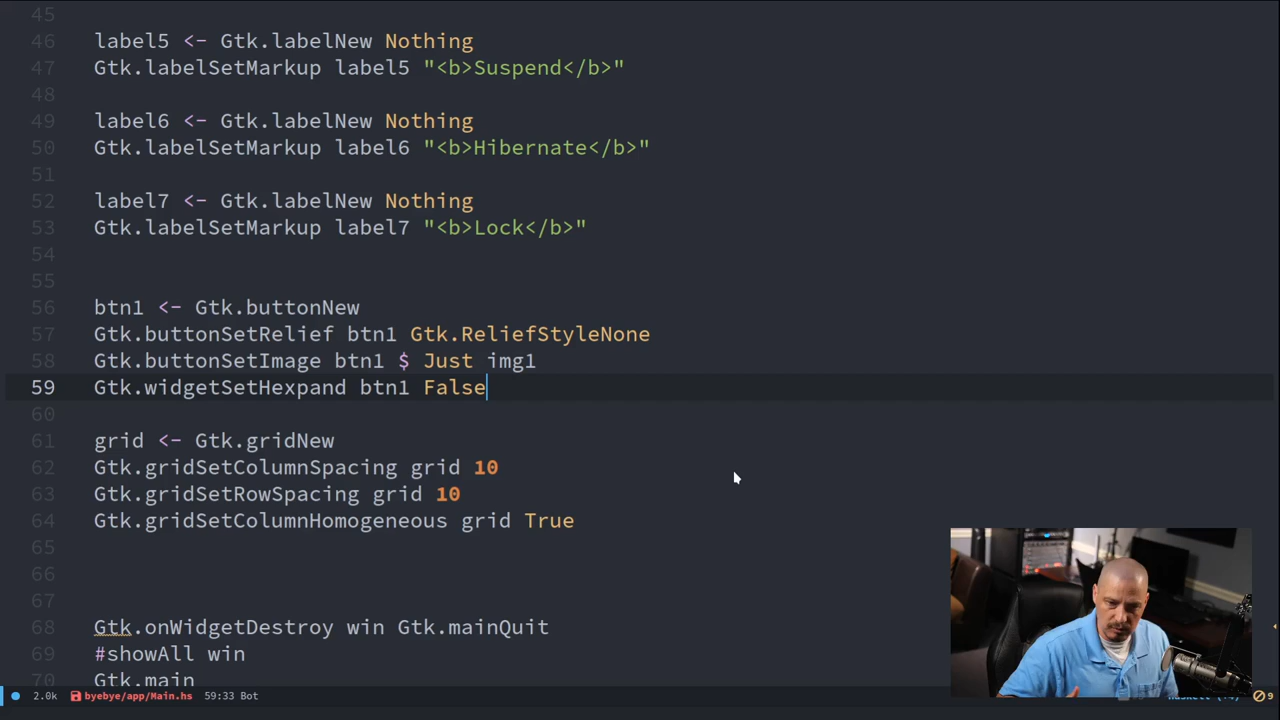 45
46 label5 <- Gtk.labelNew Nothing
47 Gtk.labelSetMarkup label5 "<b>Suspend</b>"
48
49 label6 <- Gtk.labelNew Nothing
50 Gtk.labelSetMarkup label6 "<b>Hibernate</b>"
51
52 label7 <- Gtk.labelNew Nothing
53 Gtk.labelSetMarkup label7 "<b>Lock</b>"
54
55
56 btn1 <- Gtk.buttonNew
57 Gtk.buttonSetRelief btn1 Gtk.ReliefStyleNone
58 Gtk.buttonSetImage btn1 $ Just img1
59 Gtk.widgetSetHexpand btn1 False
60
61 grid <- Gtk.gridNew
62 Gtk.gridSetColumnSpacing grid 10
63 Gtk.gridSetRowSpacing grid 10
64 Gtk.gridSetColumnHomogeneous grid True
65
66
67
68 Gtk.onWidgetDestroy win Gtk.mainQuit
69 #showAll win
70 Gtk.main
2.0k byebye/app/Main.hs 59:33 Bot 9